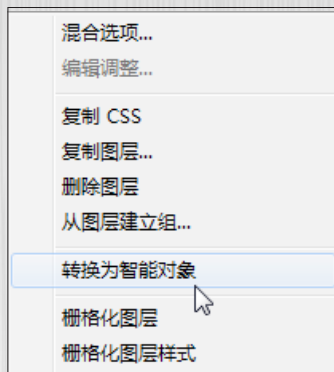 混合选项...
编辑调整...
复制 CSS
复制图层...
删除图层
从图层建立组...
转换为智能对象
栅格化图层
栅格化图层样式